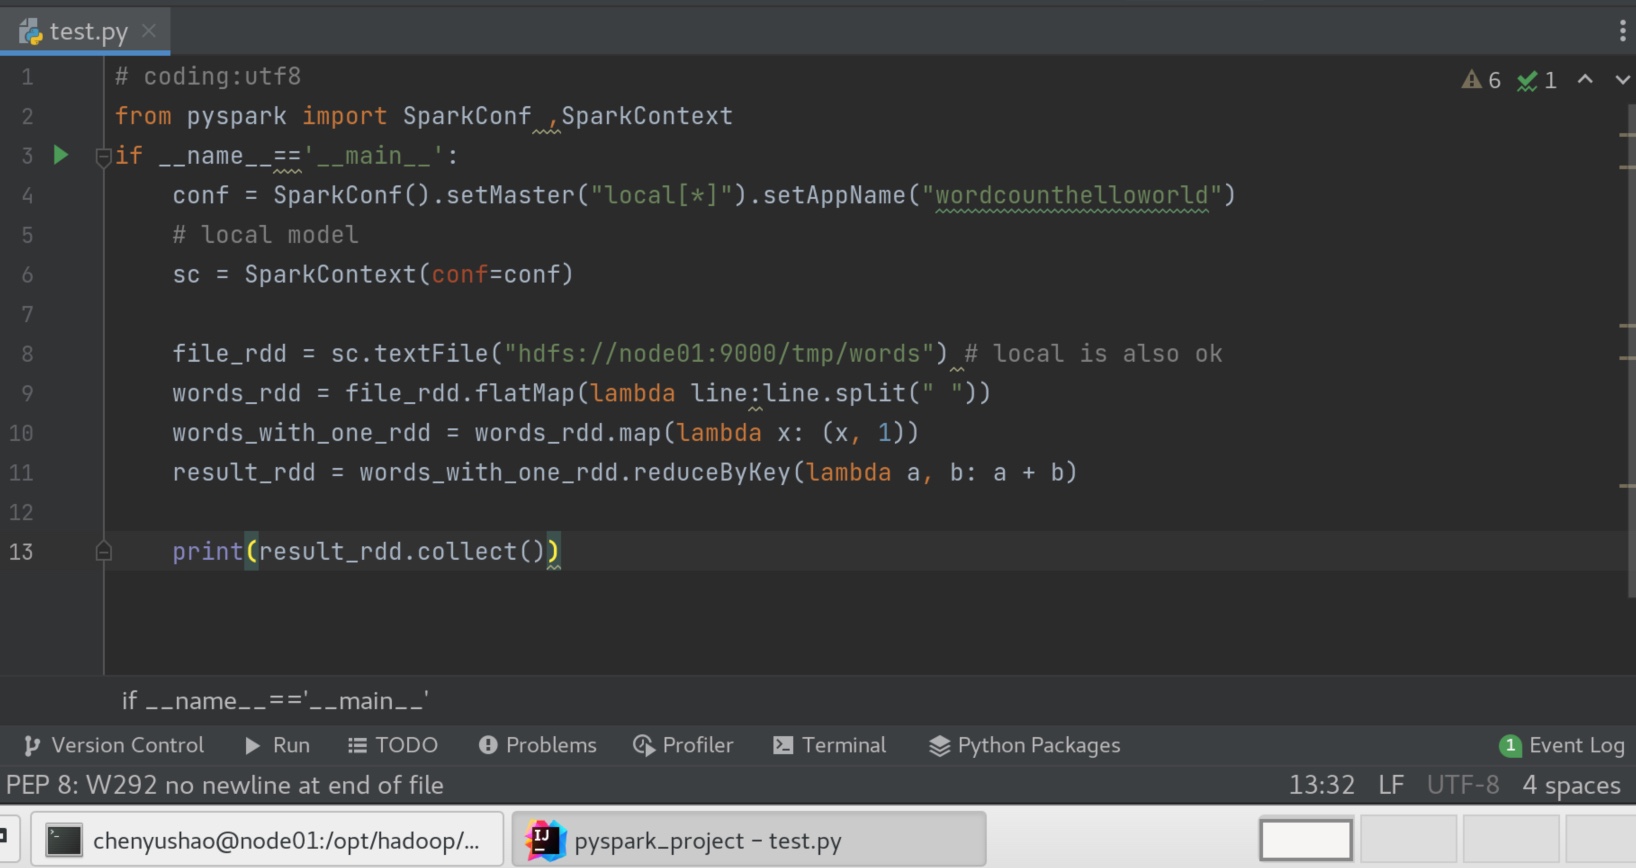 test.py
6 1
1 # coding:utf8
2 from pyspark import SparkConf ,SparkContext
3 if __name__=='__main__':
4 conf = SparkConf().setMaster("local[*]").setAppName("wordcounthelloworld")
5 # local model
6 sc = SparkContext(conf=conf)
7
8 file_rdd = sc.textFile("hdfs://node01:9000/tmp/words") # local is also ok
9 words_rdd = file_rdd.flatMap(lambda line:line.split(" "))
10 words_with_one_rdd = words_rdd.map(lambda x: (x, 1))
11 result_rdd = words_with_one_rdd.reduceByKey(lambda a, b: a + b)
12
13 print(result_rdd.collect())
if __name__=='__main__'
Version Control Run TODO Problems Profiler Terminal Python Packages 1 Event Log
PEP 8: W292 no newline at end of file 13:32 LF UTF-8 4 spaces
chenyushao@node01:/opt/hadoop/... IJ pyspark_project – test.py